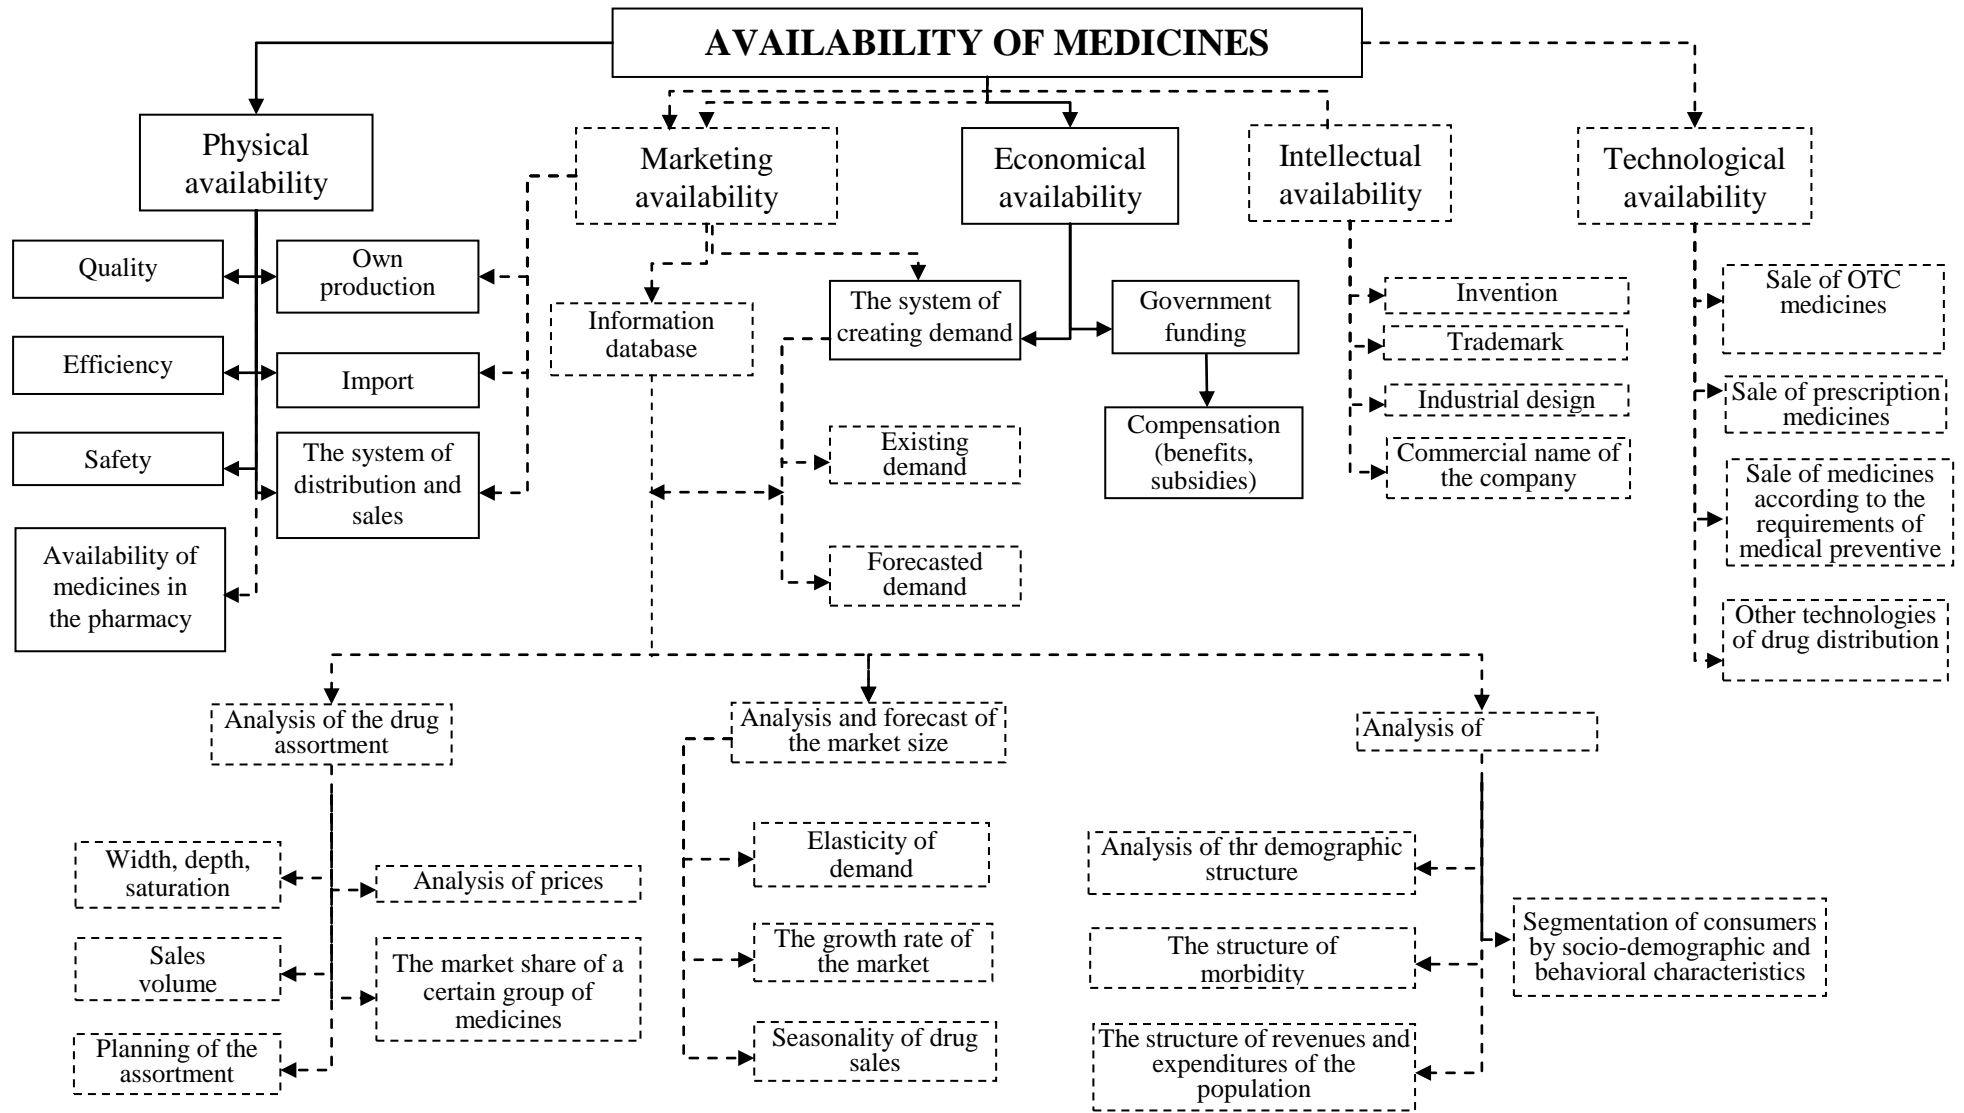 AVAILABILITY OF MEDICINES
Physical
availability
Marketing
availability
Economical
availability
Intellectual
availability
Technological
availability
Quality
Own
production
Efficiency
Import
Safety
The system of
distribution and
sales
Availability of
medicines in
the pharmacy
Information
database
The system of
creating demand
Government
funding
Existing
demand
Forecasted
demand
Compensation
(benefits,
subsidies)
Invention
Trademark
Industrial design
Commercial name of
the company
Sale of OTC
medicines
Sale of prescription
medicines
Sale of medicines
according to the
requirements of
medical preventive
Other technologies
of drug distribution
Analysis of the drug
assortment
Analysis and forecast of
the market size
Analysis of
Width, depth,
saturation
Analysis of prices
Sales
volume
The market share of a
certain group of
medicines
Planning of the
assortment
Elasticity of
demand
The growth rate of
the market
Seasonality of drug
sales
Analysis of thr demographic
structure
The structure of
morbidity
The structure of revenues and
expenditures of the
population
Segmentation of consumers
by socio-demographic and
behavioral characteristics